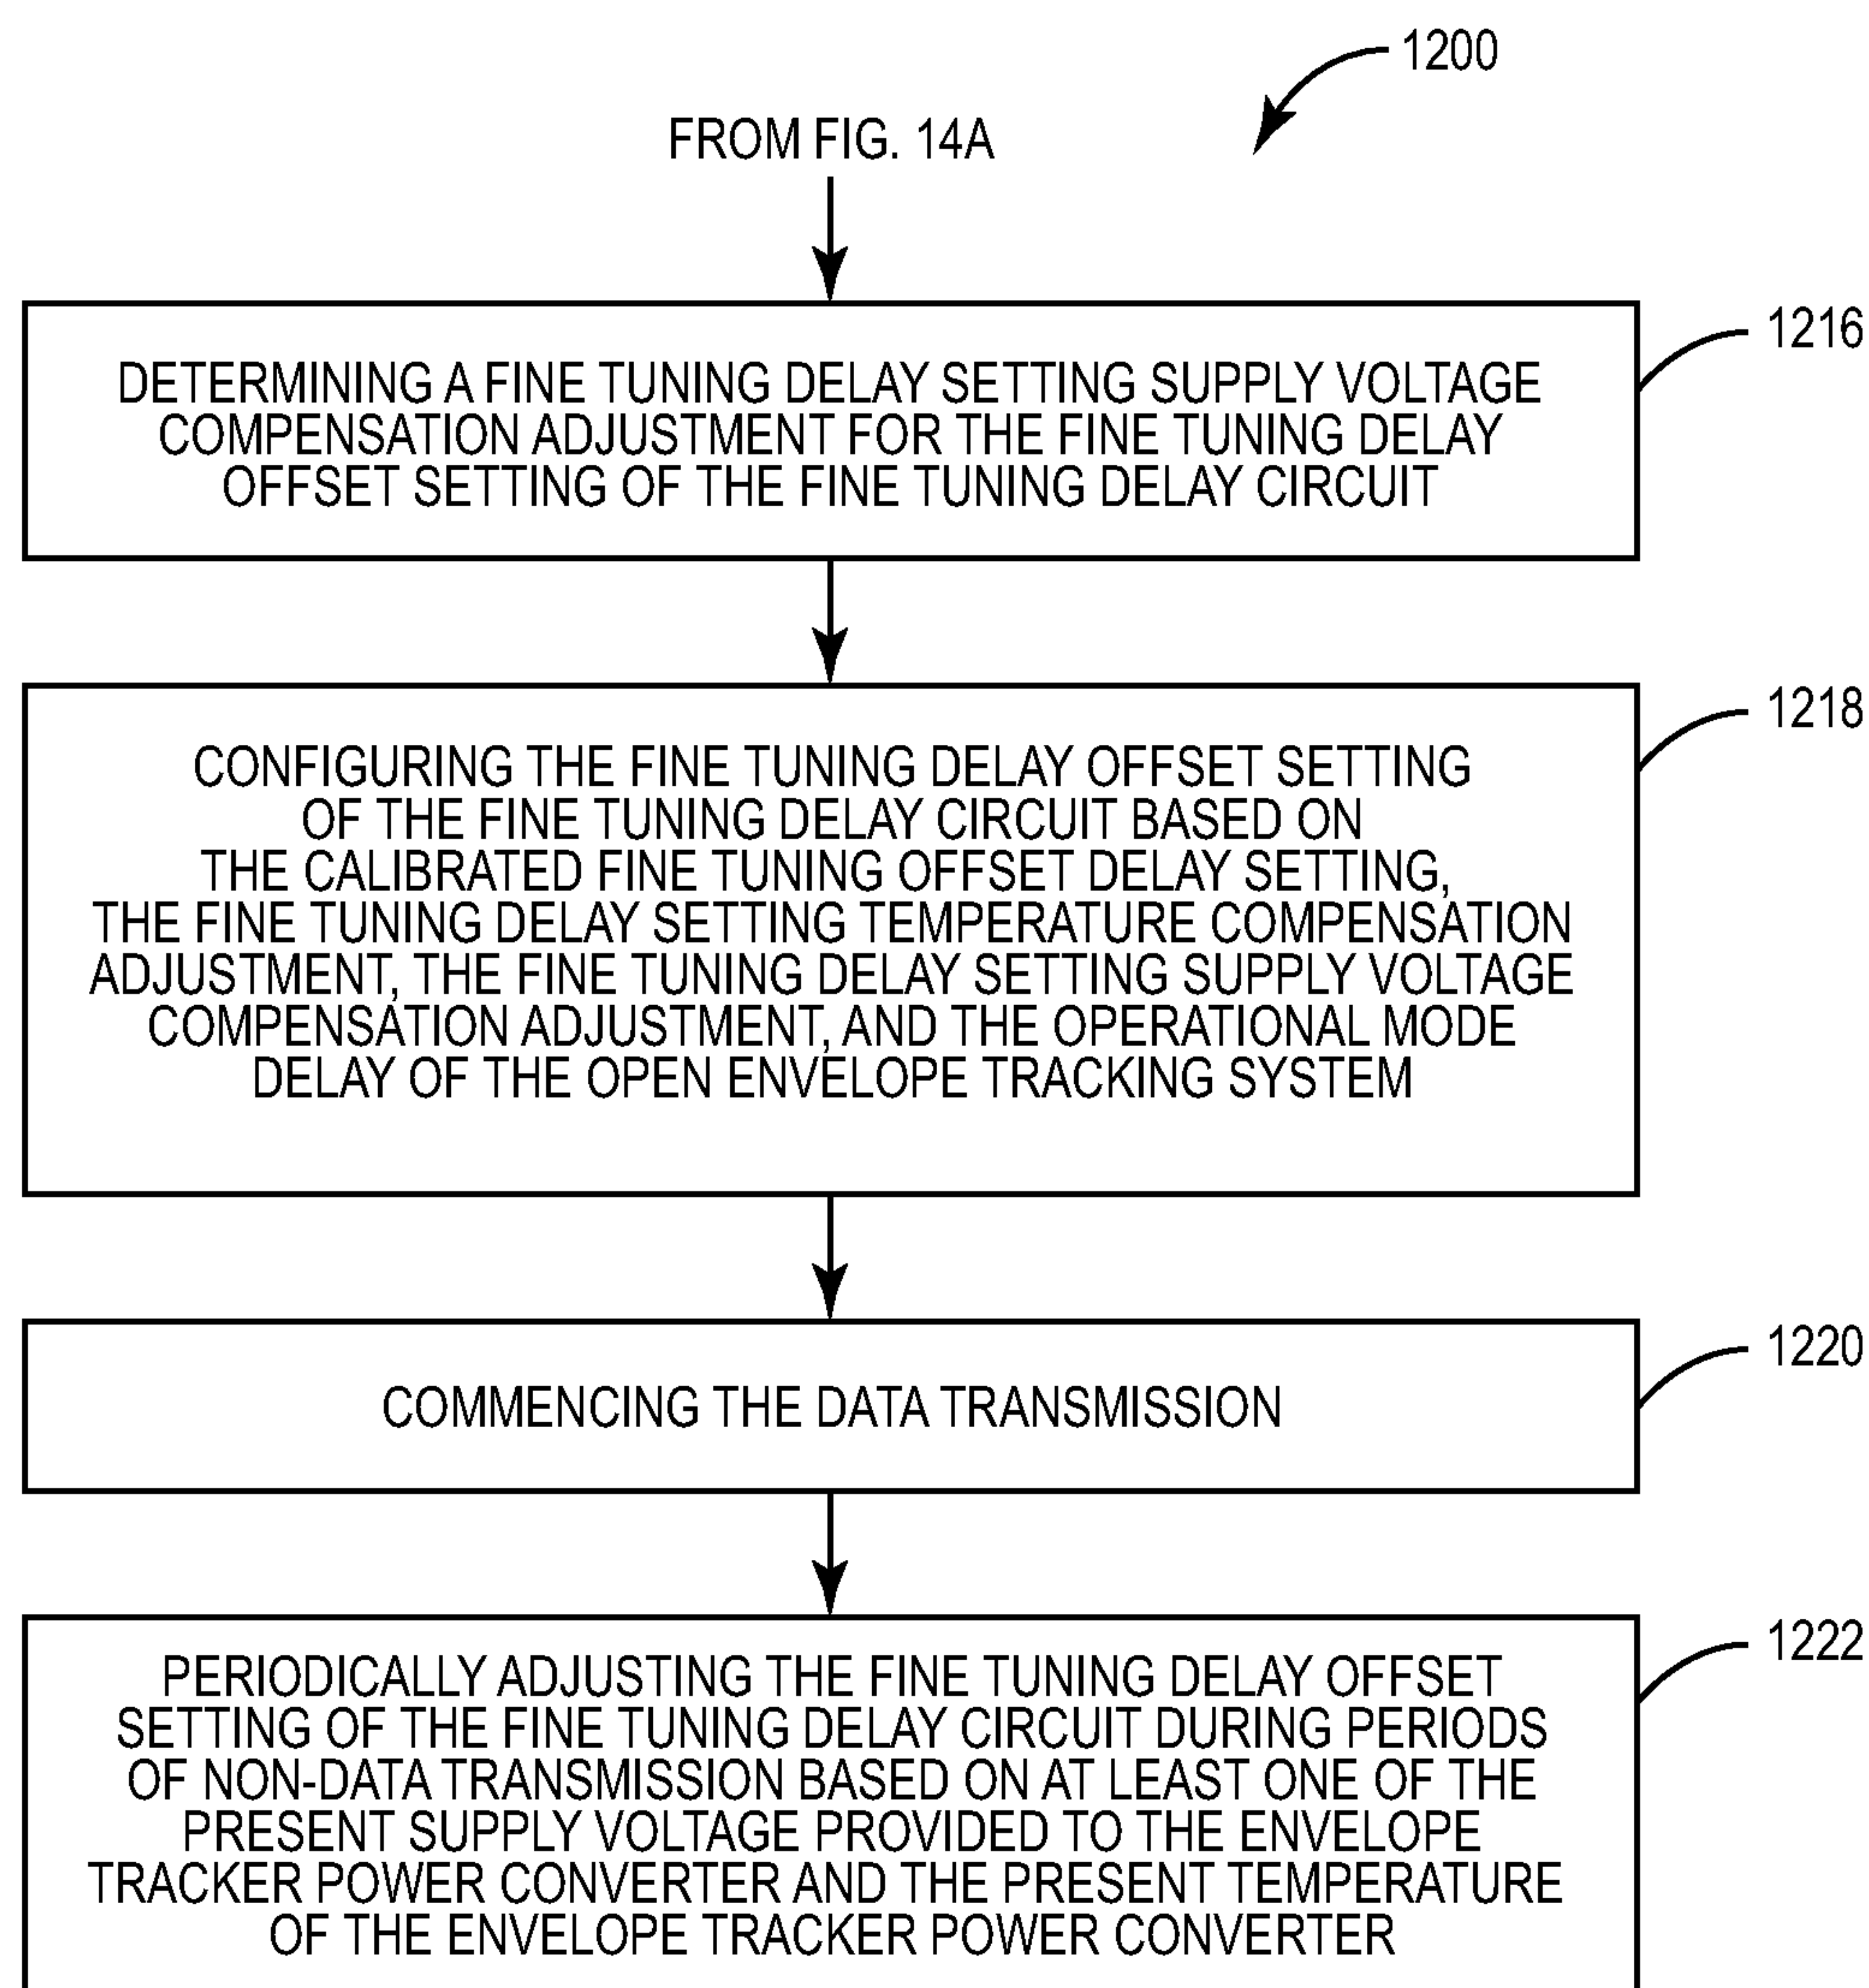 1200
FROM FIG. 14A
1216
DETERMINING A FINE TUNING DELAY SETTING SUPPLY VOLTAGE
COMPENSATION ADJUSTMENT FOR THE FINE TUNING DELAY
OFFSET SETTING OF THE FINE TUNING DELAY CIRCUIT
1218
CONFIGURING THE FINE TUNING DELAY OFFSET SETTING
OF THE FINE TUNING DELAY CIRCUIT BASED ON
THE CALIBRATED FINE TUNING OFFSET DELAY SETTING,
THE FINE TUNING DELAY SETTING TEMPERATURE COMPENSATION
ADJUSTMENT, THE FINE TUNING DELAY SETTING SUPPLY VOLTAGE
COMPENSATION ADJUSTMENT, AND THE OPERATIONAL MODE
DELAY OF THE OPEN ENVELOPE TRACKING SYSTEM
1220
COMMENCING THE DATA TRANSMISSION
1222
PERIODICALLY ADJUSTING THE FINE TUNING DELAY OFFSET
SETTING OF THE FINE TUNING DELAY CIRCUIT DURING PERIODS
OF NON-DATA TRANSMISSION BASED ON AT LEAST ONE OF THE
PRESENT SUPPLY VOLTAGE PROVIDED TO THE ENVELOPE
TRACKER POWER CONVERTER AND THE PRESENT TEMPERATURE
OF THE ENVELOPE TRACKER POWER CONVERTER